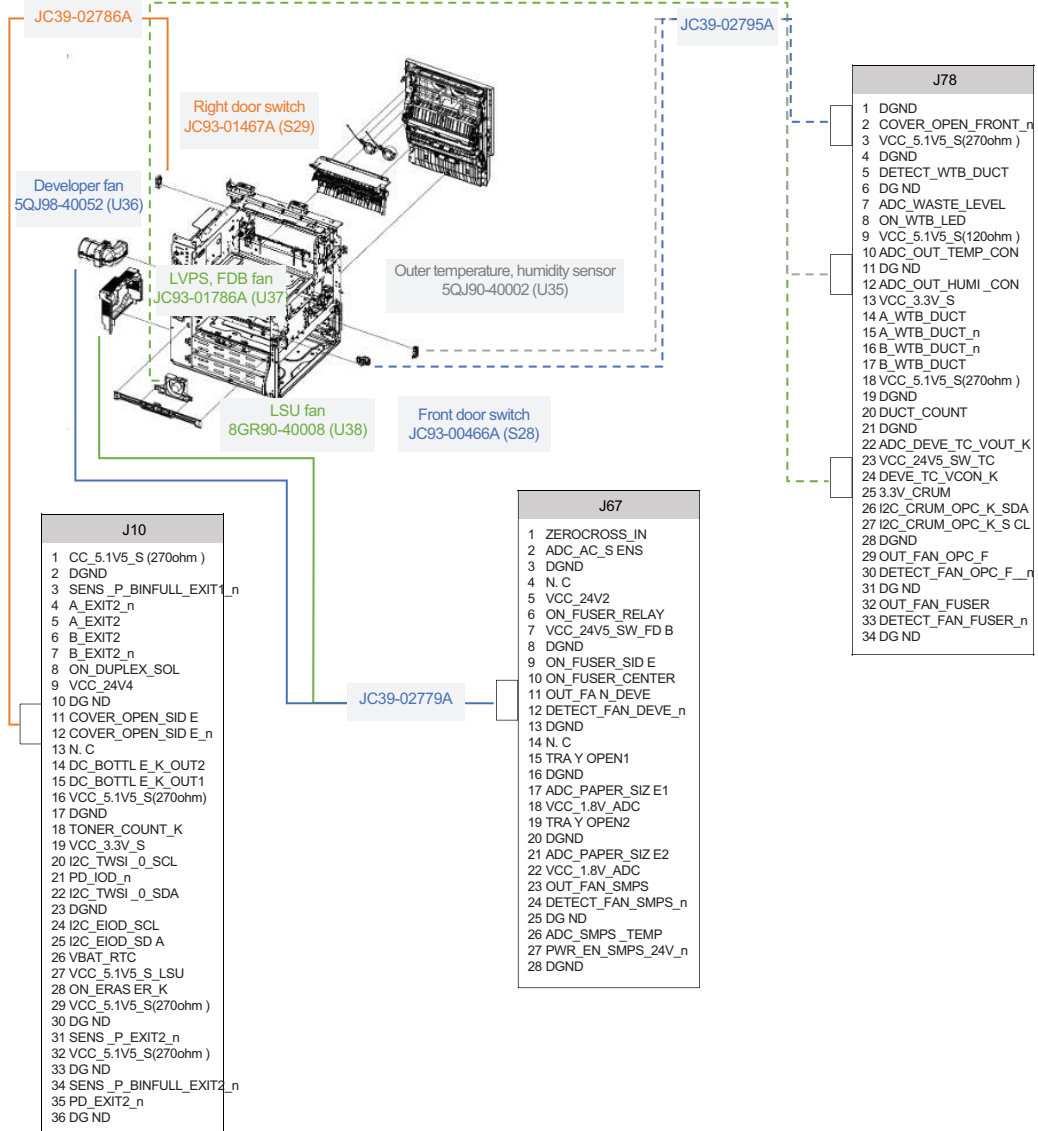 JC39-02786A
JC39-02795A
Right door switch
JC93-01467A (S29)
Developer fan
5QJ98-40052 (U36)
LVPS, FDB fan
JC93-01786A (U37)
Outer temperature, humidity sensor
5QJ90-40002 (U35)
LSU fan
8GR90-40008 (U38)
Front door switch
JC93-00466A (S28)
JC39-02779A
J78
1 DGND
2 COVER_OPEN_FRONT_n
3 VCC_5.1V5_S(270ohm )
4 DGND
5 DETECT_WTB_DUCT
6 DG ND
7 ADC_WASTE_LEVEL
8 ON_WTB_LED
9 VCC_5.1V5_S(120ohm )
10 ADC_OUT_TEMP_CON
11 DG ND
12 ADC_OUT_HUMI _CON
13 VCC_3.3V_S
14 A_WTB_DUCT
15 A_WTB_DUCT_n
16 B_WTB_DUCT_n
17 B_WTB_DUCT
18 VCC_5.1V5_S(270ohm )
19 DGND
20 DUCT_COUNT
21 DGND
22 ADC_DEVE_TC_VOUT_K
23 VCC_24V5_SW_TC
24 DEVE_TC_VCON_K
25 3.3V_CRUM
26 I2C_CRUM_OPC_K_SDA
27 I2C_CRUM_OPC_K_S CL
28 DGND
29 OUT_FAN_OPC_F
30 DETECT_FAN_OPC_F__n
31 DG ND
32 OUT_FAN_FUSER
33 DETECT_FAN_FUSER_n
34 DG ND
J10
1 CC_5.1V5_S (270ohm )
2 DGND
3 SENS _P_BINFULL_EXIT1_n
4 A_EXIT2_n
5 A_EXIT2
6 B_EXIT2
7 B_EXIT2_n
8 ON_DUPLEX_SOL
9 VCC_24V4
10 DG ND
11 COVER_OPEN_SID E
12 COVER_OPEN_SID E_n
13 N. C
14 DC_BOTTL E_K_OUT2
15 DC_BOTTL E_K_OUT1
16 VCC_5.1V5_S(270ohm)
17 DGND
18 TONER_COUNT_K
19 VCC_3.3V_S
20 I2C_TWSI _0_SCL
21 PD_IOD_n
22 I2C_TWSI _0_SDA
23 DGND
24 I2C_EIOD_SCL
25 I2C_EIOD_SD A
26 VBAT_RTC
27 VCC_5.1V5_S_LSU
28 ON_ERAS ER_K
29 VCC_5.1V5_S(270ohm )
30 DG ND
31 SENS _P_EXIT2_n
32 VCC_5.1V5_S(270ohm )
33 DG ND
34 SENS _P_BINFULL_EXIT2_n
35 PD_EXIT2_n
36 DG ND
J67
1 ZEROCROSS_IN
2 ADC_AC_S ENS
3 DGND
4 N. C
5 VCC_24V2
6 ON_FUSER_RELAY
7 VCC_24V5_SW_FD B
8 DGND
9 ON_FUSER_SID E
10 ON_FUSER_CENTER
11 OUT_FA N_DEVE
12 DETECT_FAN_DEVE_n
13 DGND
14 N. C
15 TRA Y OPEN1
16 DGND
17 ADC_PAPER_SIZ E1
18 VCC_1.8V_ADC
19 TRA Y OPEN2
20 DGND
21 ADC_PAPER_SIZ E2
22 VCC_1.8V_ADC
23 OUT_FAN_SMPS
24 DETECT_FAN_SMPS_n
25 DG ND
26 ADC_SMPS _TEMP
27 PWR_EN_SMPS_24V_n
28 DGND